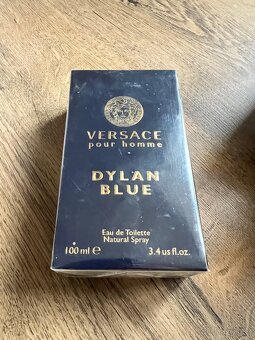 VERSACE
pour homme
DYLAN
BLUE
Eau de Toilette
Natural Spray
100 ml ℮ 3.4 us fl.oz.